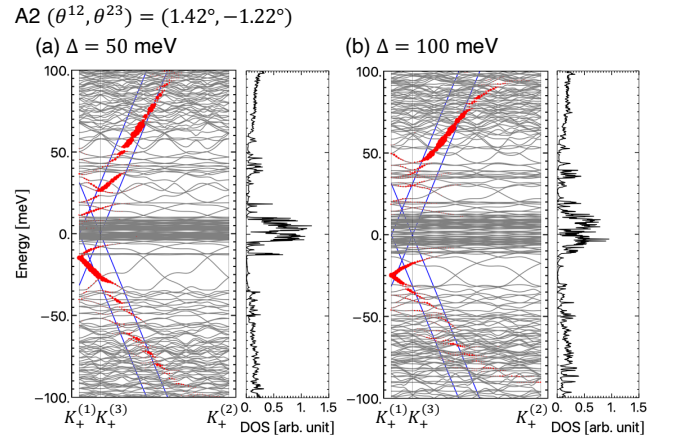 A2 (θ¹²,θ²³) = (1.42°, −1.22°)
(a) Δ = 50 meV
(b) Δ = 100 meV
100.
50.
0.
−50.
−100.
Energy [meV]
100.
50.
0.
−50.
−100.
K₊⁽¹⁾ K₊⁽³⁾ K₊⁽²⁾
0. 0.5 1.0 1.5
DOS [arb. unit]
K₊⁽¹⁾ K₊⁽³⁾ K₊⁽²⁾
0. 0.5 1.0 1.5
DOS [arb. unit]